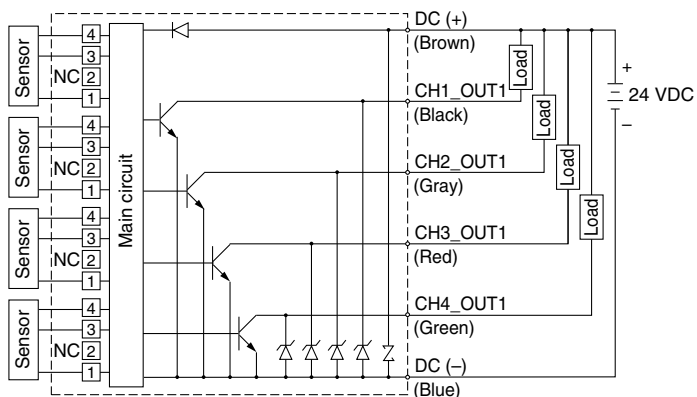 Sensor
4
3
NC 2
1
Sensor
4
3
NC 2
1
Sensor
4
3
NC 2
1
Sensor
4
3
NC 2
1
Main circuit
DC (+)
(Brown)
CH1_OUT1
(Black)
CH2_OUT1
(Gray)
CH3_OUT1
(Red)
CH4_OUT1
(Green)
DC (–)
(Blue)
Load
Load
Load
Load
+
24 VDC
–